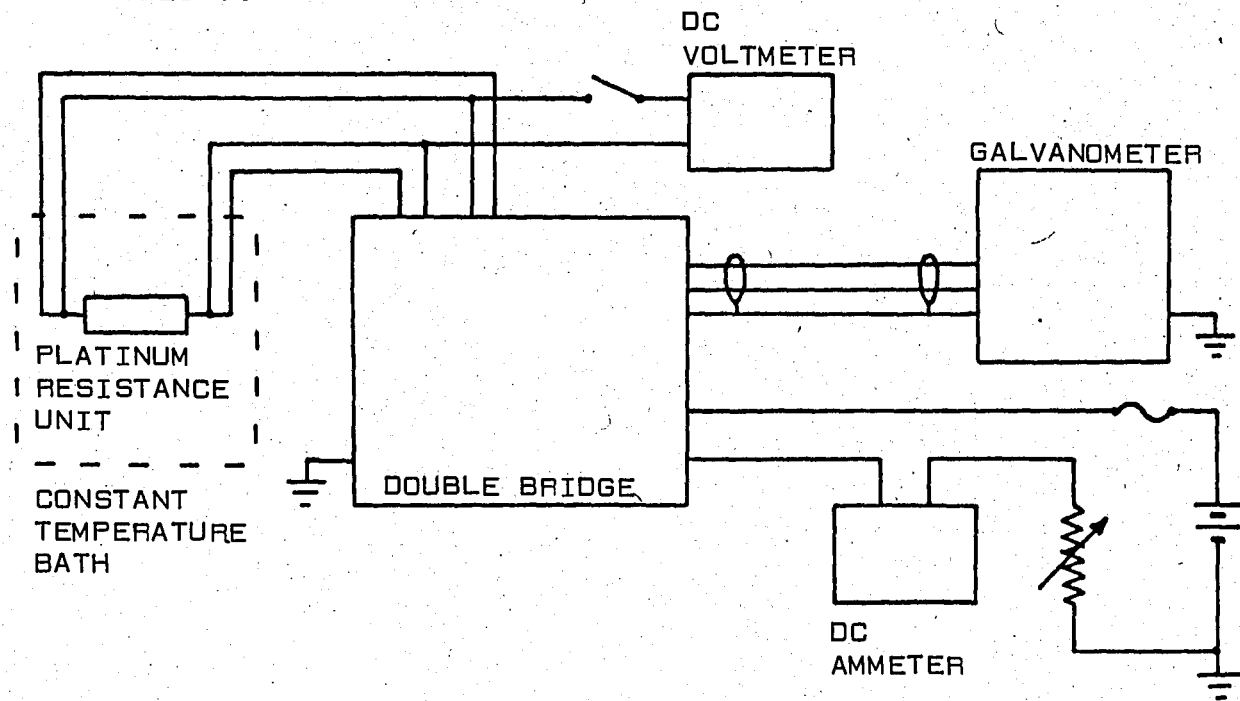 DC
VOLTMETER
GALVANOMETER
PLATINUM
RESISTANCE
UNIT
DOUBLE BRIDGE
CONSTANT
TEMPERATURE
BATH
DC
AMMETER